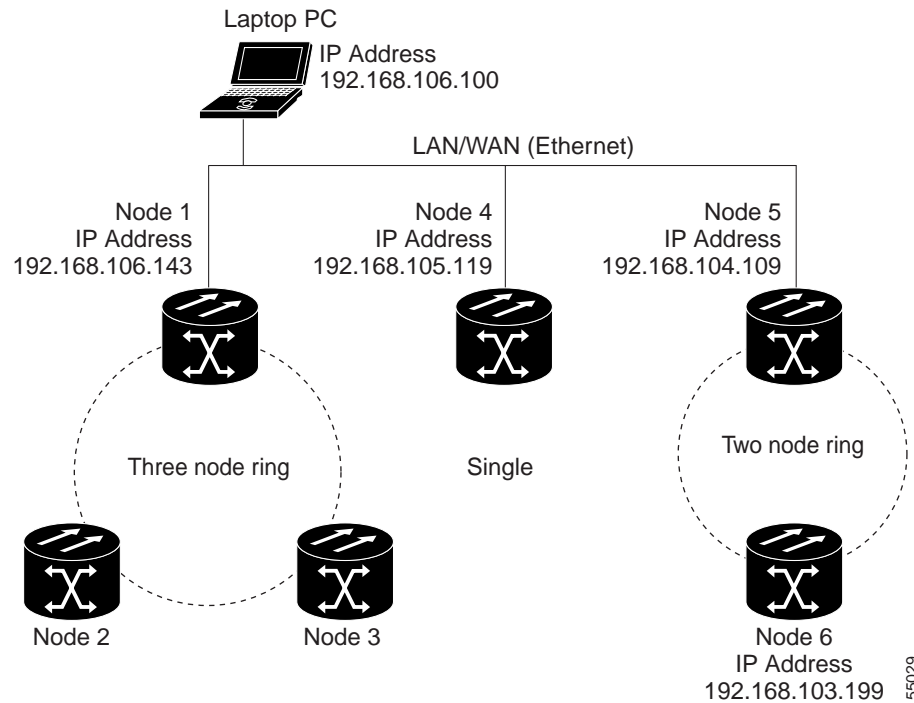 Laptop PC
IP Address
192.168.106.100
LAN/WAN (Ethernet)
Node 1
IP Address
192.168.106.143
Node 4
IP Address
192.168.105.119
Node 5
IP Address
192.168.104.109
Three node ring
Single
Two node ring
Node 2
Node 3
Node 6
IP Address
192.168.103.199
55029